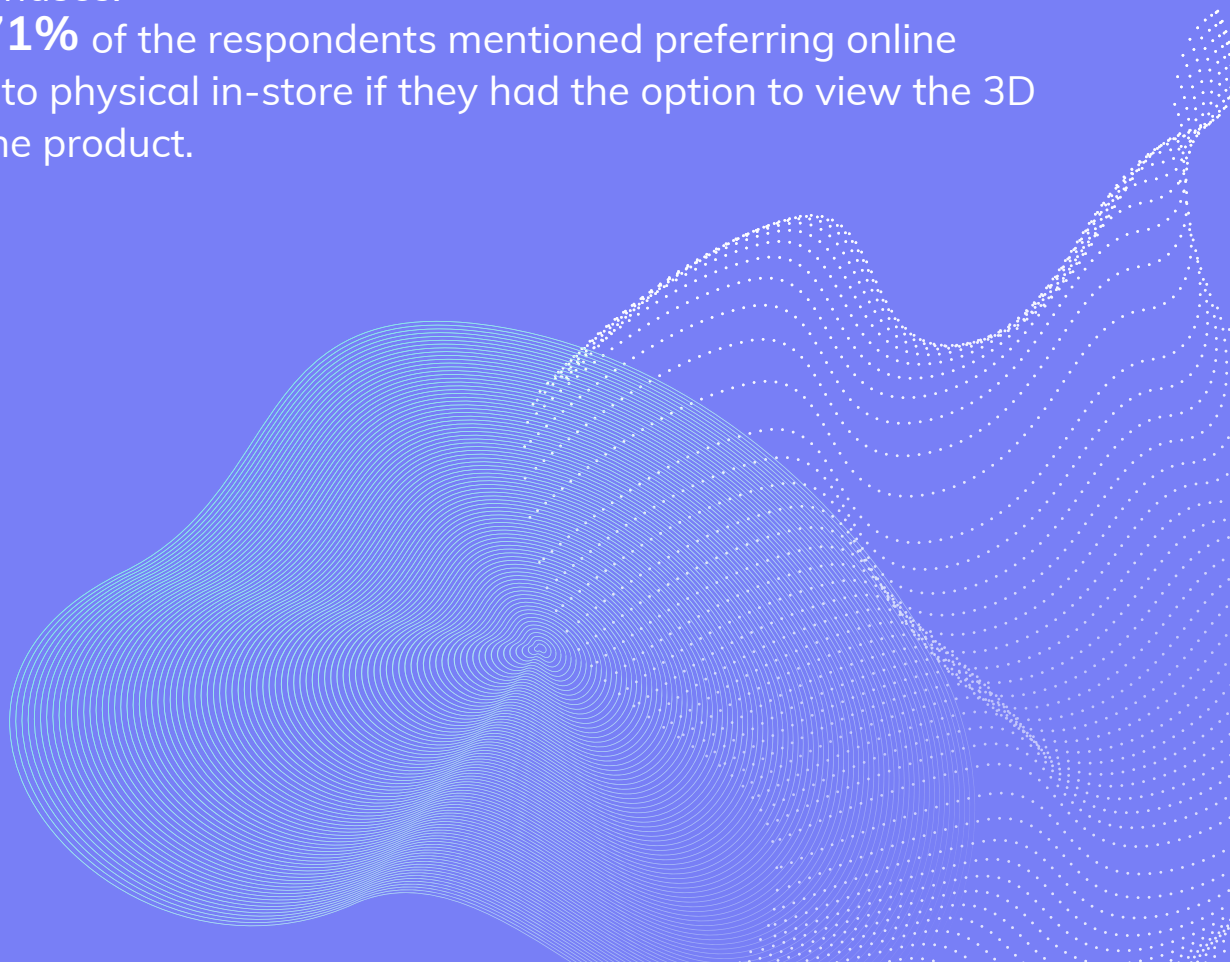 71% of the respondents mentioned preferring online
to physical in-store if they had the option to view the 3D
product.